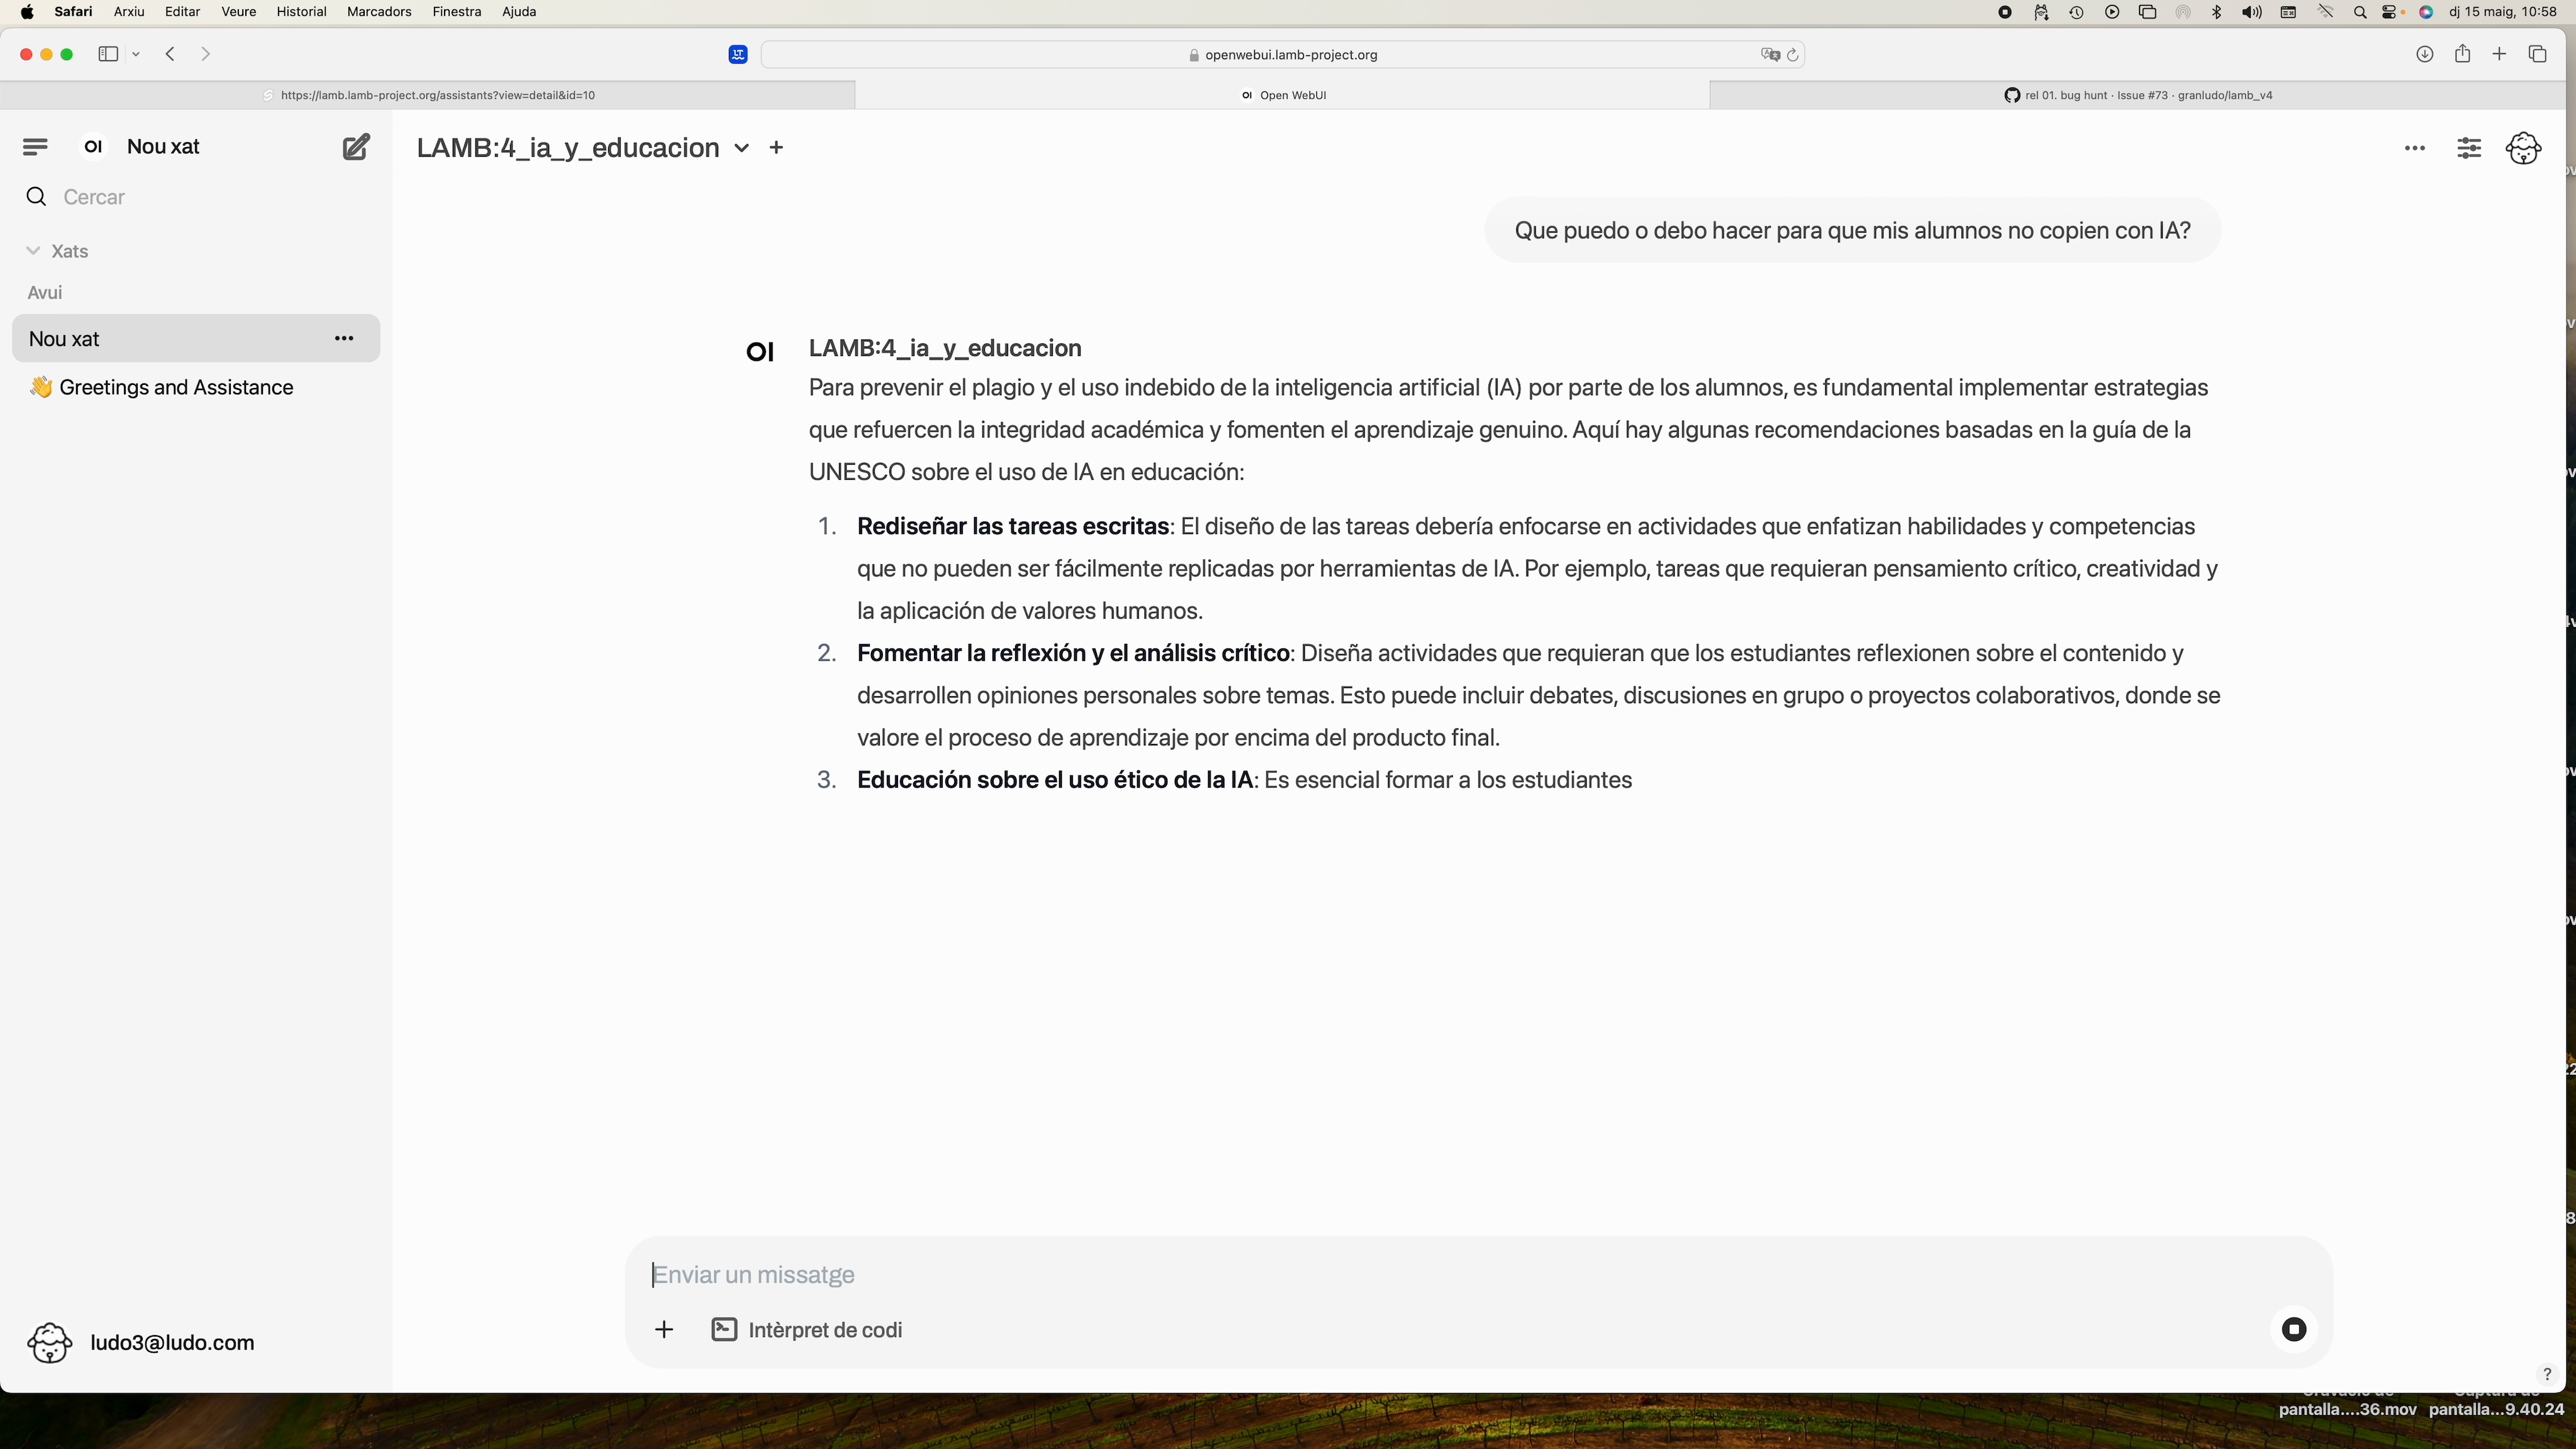 Safari Arxiu Editar Veure Historial Marcadors Finestra Ajuda
dj 15 maig, 10:58
openwebui.lamb-project.org
https://lamb.lamb-project.org/assistants?view=detail&id=10
OI Open WebUI
rel 01. bug hunt · Issue #73 · granludo/lamb_v4
OI Nou xat
LAMB:4_ia_y_educacion
Cercar
Xats
Avui
Nou xat
👋 Greetings and Assistance
Que puedo o debo hacer para que mis alumnos no copien con IA?
OI LAMB:4_ia_y_educacion
Para prevenir el plagio y el uso indebido de la inteligencia artificial (IA) por parte de los alumnos, es fundamental implementar estrategias
que refuercen la integridad académica y fomenten el aprendizaje genuino. Aquí hay algunas recomendaciones basadas en la guía de la
UNESCO sobre el uso de IA en educación:
1. Rediseñar las tareas escritas: El diseño de las tareas debería enfocarse en actividades que enfatizan habilidades y competencias
que no pueden ser fácilmente replicadas por herramientas de IA. Por ejemplo, tareas que requieran pensamiento crítico, creatividad y
la aplicación de valores humanos.
2. Fomentar la reflexión y el análisis crítico: Diseña actividades que requieran que los estudiantes reflexionen sobre el contenido y
desarrollen opiniones personales sobre temas. Esto puede incluir debates, discusiones en grupo o proyectos colaborativos, donde se
valore el proceso de aprendizaje por encima del producto final.
3. Educación sobre el uso ético de la IA: Es esencial formar a los estudiantes
Enviar un missatge
Intèrpret de codi
ludo3@ludo.com
?
pantalla....36.mov pantalla...9.40.24